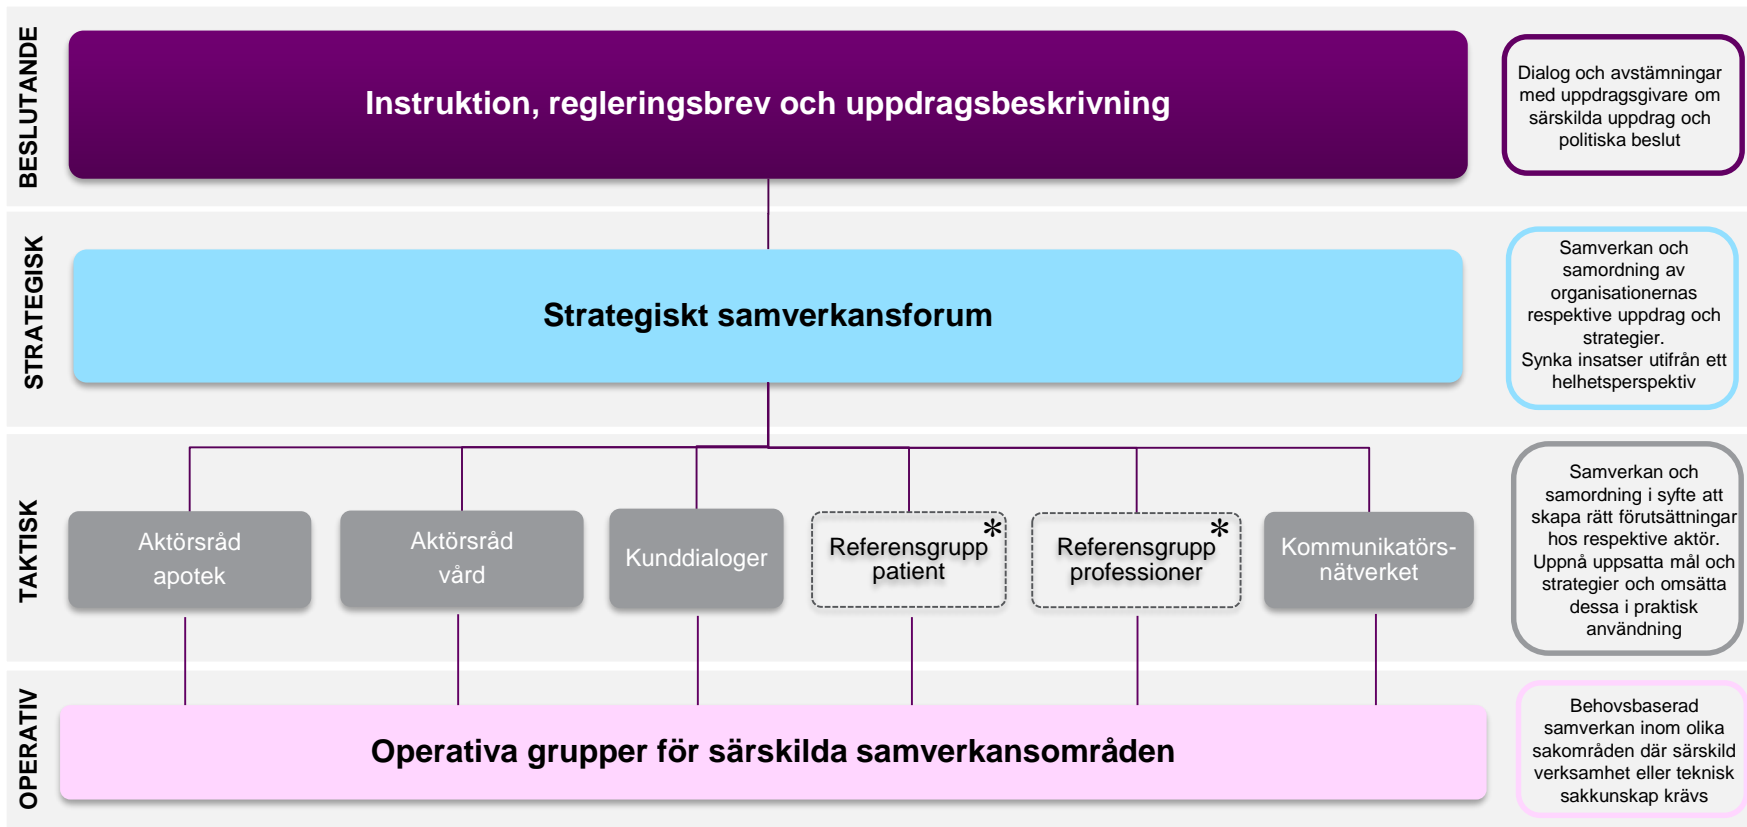 BESLUTANDE
Instruktion, regleringsbrev och uppdragsbeskrivning
Dialog och avstämningar
med uppdragsgivare om
särskilda uppdrag och
politiska beslut
STRATEGISK
Strategiskt samverkansforum
Samverkan och
samordning av
organisationernas
respektive uppdrag och
strategier.
Synka insatser utifrån ett
helhetsperspektiv
TAKTISK
Aktörsråd
apotek
Aktörsråd
vård
Kunddialoger
Referensgrupp*
patient
Referensgrupp*
professioner
Kommunikatörs-
nätverket
Samverkan och
samordning i syfte att
skapa rätt förutsättningar
hos respektive aktör.
Uppnå uppsatta mål och
strategier och omsätta
dessa i praktisk
användning
OPERATIV
Operativa grupper för särskilda samverkansområden
Behovsbaserad
samverkan inom olika
sakområden där särskild
verksamhet eller teknisk
sakkunskap krävs